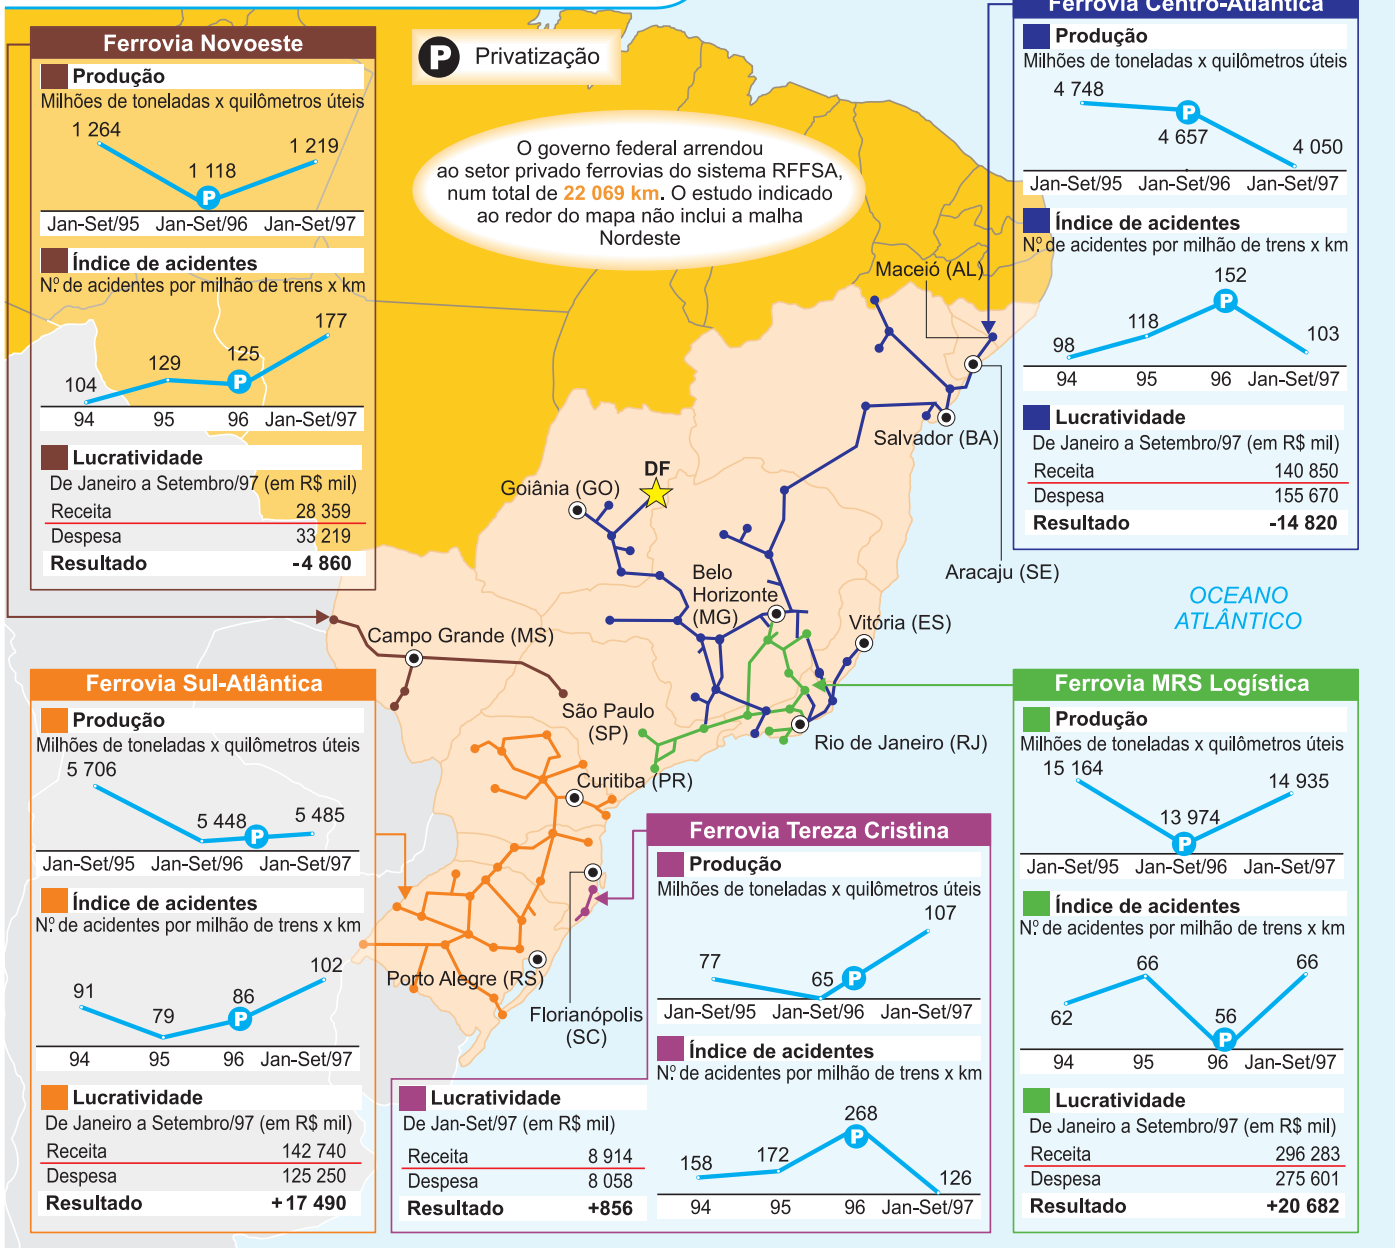 Ferrovia Novoeste
Produção
Milhões de toneladas x quilômetros úteis
1 264
1 118
1 219
P
Jan-Set/95 Jan-Set/96 Jan-Set/97
Índice de acidentes
N.º de acidentes por milhão de trens x km
104
129
125
177
P
94 95 96 Jan-Set/97
Lucratividade
De Janeiro a Setembro/97 (em R$ mil)
Receita 28 359
Despesa 33 219
Resultado -4 860
P Privatização
O governo federal arrendou
ao setor privado ferrovias do sistema RFFSA,
num total de 22 069 km. O estudo indicado
ao redor do mapa não inclui a malha
Nordeste
Ferrovia Centro-Atlântica
Produção
Milhões de toneladas x quilômetros úteis
4 748
P
4 657
4 050
Jan-Set/95 Jan-Set/96 Jan-Set/97
Índice de acidentes
N.º de acidentes por milhão de trens x km
98
118
152
P
103
94 95 96 Jan-Set/97
Lucratividade
De Janeiro a Setembro/97 (em R$ mil)
Receita 140 850
Despesa 155 670
Resultado -14 820
Maceió (AL)
Salvador (BA)
DF
Goiânia (GO)
Aracaju (SE)
Belo
Horizonte
(MG)
Vitória (ES)
OCEANO
ATLÂNTICO
Campo Grande (MS)
São Paulo
(SP)
Rio de Janeiro (RJ)
Curitiba (PR)
Porto Alegre (RS)
Florianópolis
(SC)
Ferrovia Sul-Atlântica
Produção
Milhões de toneladas x quilômetros úteis
5 706
5 448
P
5 485
Jan-Set/95 Jan-Set/96 Jan-Set/97
Índice de acidentes
N.º de acidentes por milhão de trens x km
91
79
86
P
102
94 95 96 Jan-Set/97
Lucratividade
De Janeiro a Setembro/97 (em R$ mil)
Receita 142 740
Despesa 125 250
Resultado +17 490
Ferrovia Tereza Cristina
Produção
Milhões de toneladas x quilômetros úteis
77
65
P
107
Jan-Set/95 Jan-Set/96 Jan-Set/97
Índice de acidentes
N.º de acidentes por milhão de trens x km
158
172
268
P
126
94 95 96 Jan-Set/97
Lucratividade
De Jan-Set/97 (em R$ mil)
Receita 8 914
Despesa 8 058
Resultado +856
Ferrovia MRS Logística
Produção
Milhões de toneladas x quilômetros úteis
15 164
13 974
P
14 935
Jan-Set/95 Jan-Set/96 Jan-Set/97
Índice de acidentes
N.º de acidentes por milhão de trens x km
62
66
56
P
66
94 95 96 Jan-Set/97
Lucratividade
De Janeiro a Setembro/97 (em R$ mil)
Receita 296 283
Despesa 275 601
Resultado +20 682